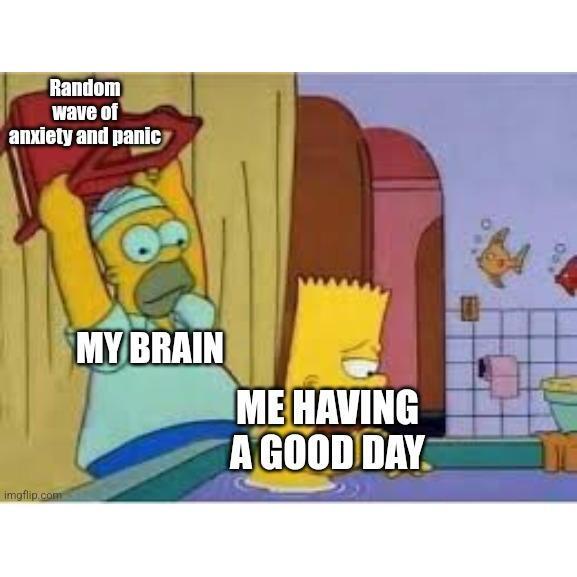 Random
wave of
anxiety and panic
MY BRAIN
ME HAVING
A GOOD DAY
imgflip.com